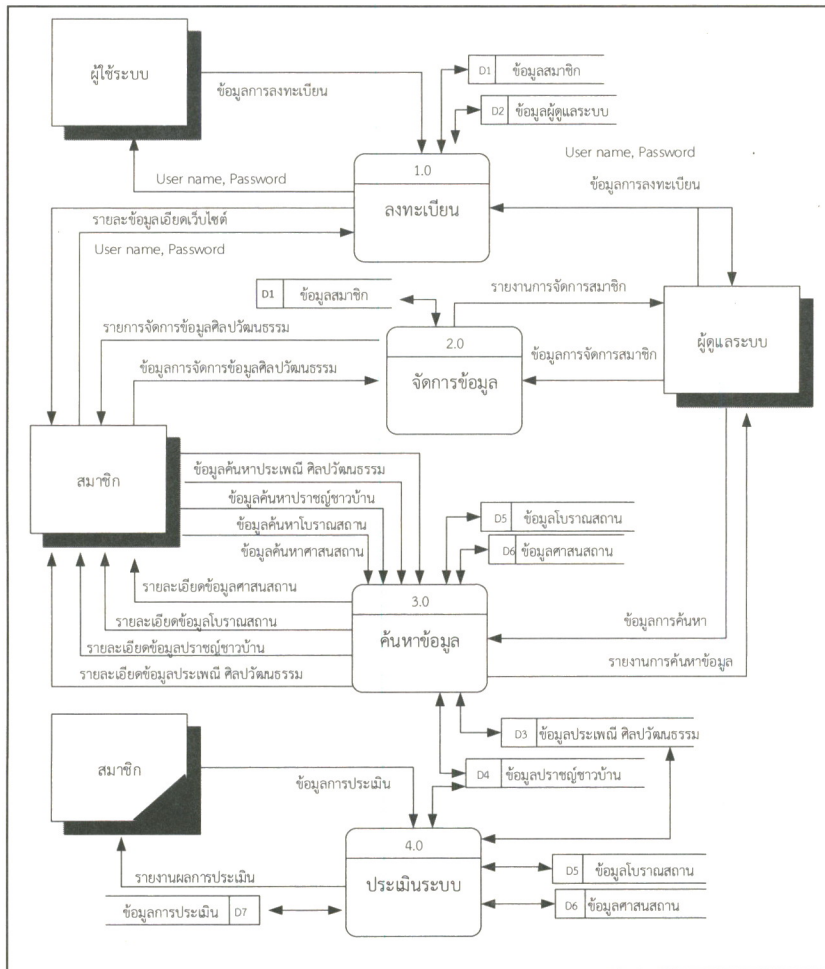 ผู้ใช้ระบบ
ข้อมูลการลงทะเบียน
D1 ข้อมูลสมาชิก
D2 ข้อมูลผู้ดูแลระบบ
User name, Password
User name, Password
1.0
ลงทะเบียน
ข้อมูลการลงทะเบียน
รายละข้อมูลเอียดเว็บไซต์
User name, Password
D1 ข้อมูลสมาชิก
รายงานการจัดการสมาชิก
ผู้ดูแลระบบ
รายการจัดการข้อมูลศิลปวัฒนธรรม
2.0
จัดการข้อมูล
ข้อมูลการจัดการสมาชิก
ข้อมูลการจัดการข้อมูลศิลปวัฒนธรรม
สมาชิก
ข้อมูลค้นหาประเพณี ศิลปวัฒนธรรม
ข้อมูลค้นหาปราชญ์ชาวบ้าน
ข้อมูลค้นหาโบราณสถาน
ข้อมูลค้นหาศาสนสถาน
D5 ข้อมูลโบราณสถาน
D6 ข้อมูลศาสนสถาน
รายละเอียดข้อมูลศาสนสถาน
รายละเอียดข้อมูลโบราณสถาน
รายละเอียดข้อมูลปราชญ์ชาวบ้าน
รายละเอียดข้อมูลประเพณี ศิลปวัฒนธรรม
3.0
ค้นหาข้อมูล
ข้อมูลการค้นหา
รายงานการค้นหาข้อมูล
D3 ข้อมูลประเพณี ศิลปวัฒนธรรม
D4 ข้อมูลปราชญ์ชาวบ้าน
สมาชิก
ข้อมูลการประเมิน
4.0
ประเมินระบบ
รายงานผลการประเมิน
D5 ข้อมูลโบราณสถาน
ข้อมูลการประเมิน D7
D6 ข้อมูลศาสนสถาน